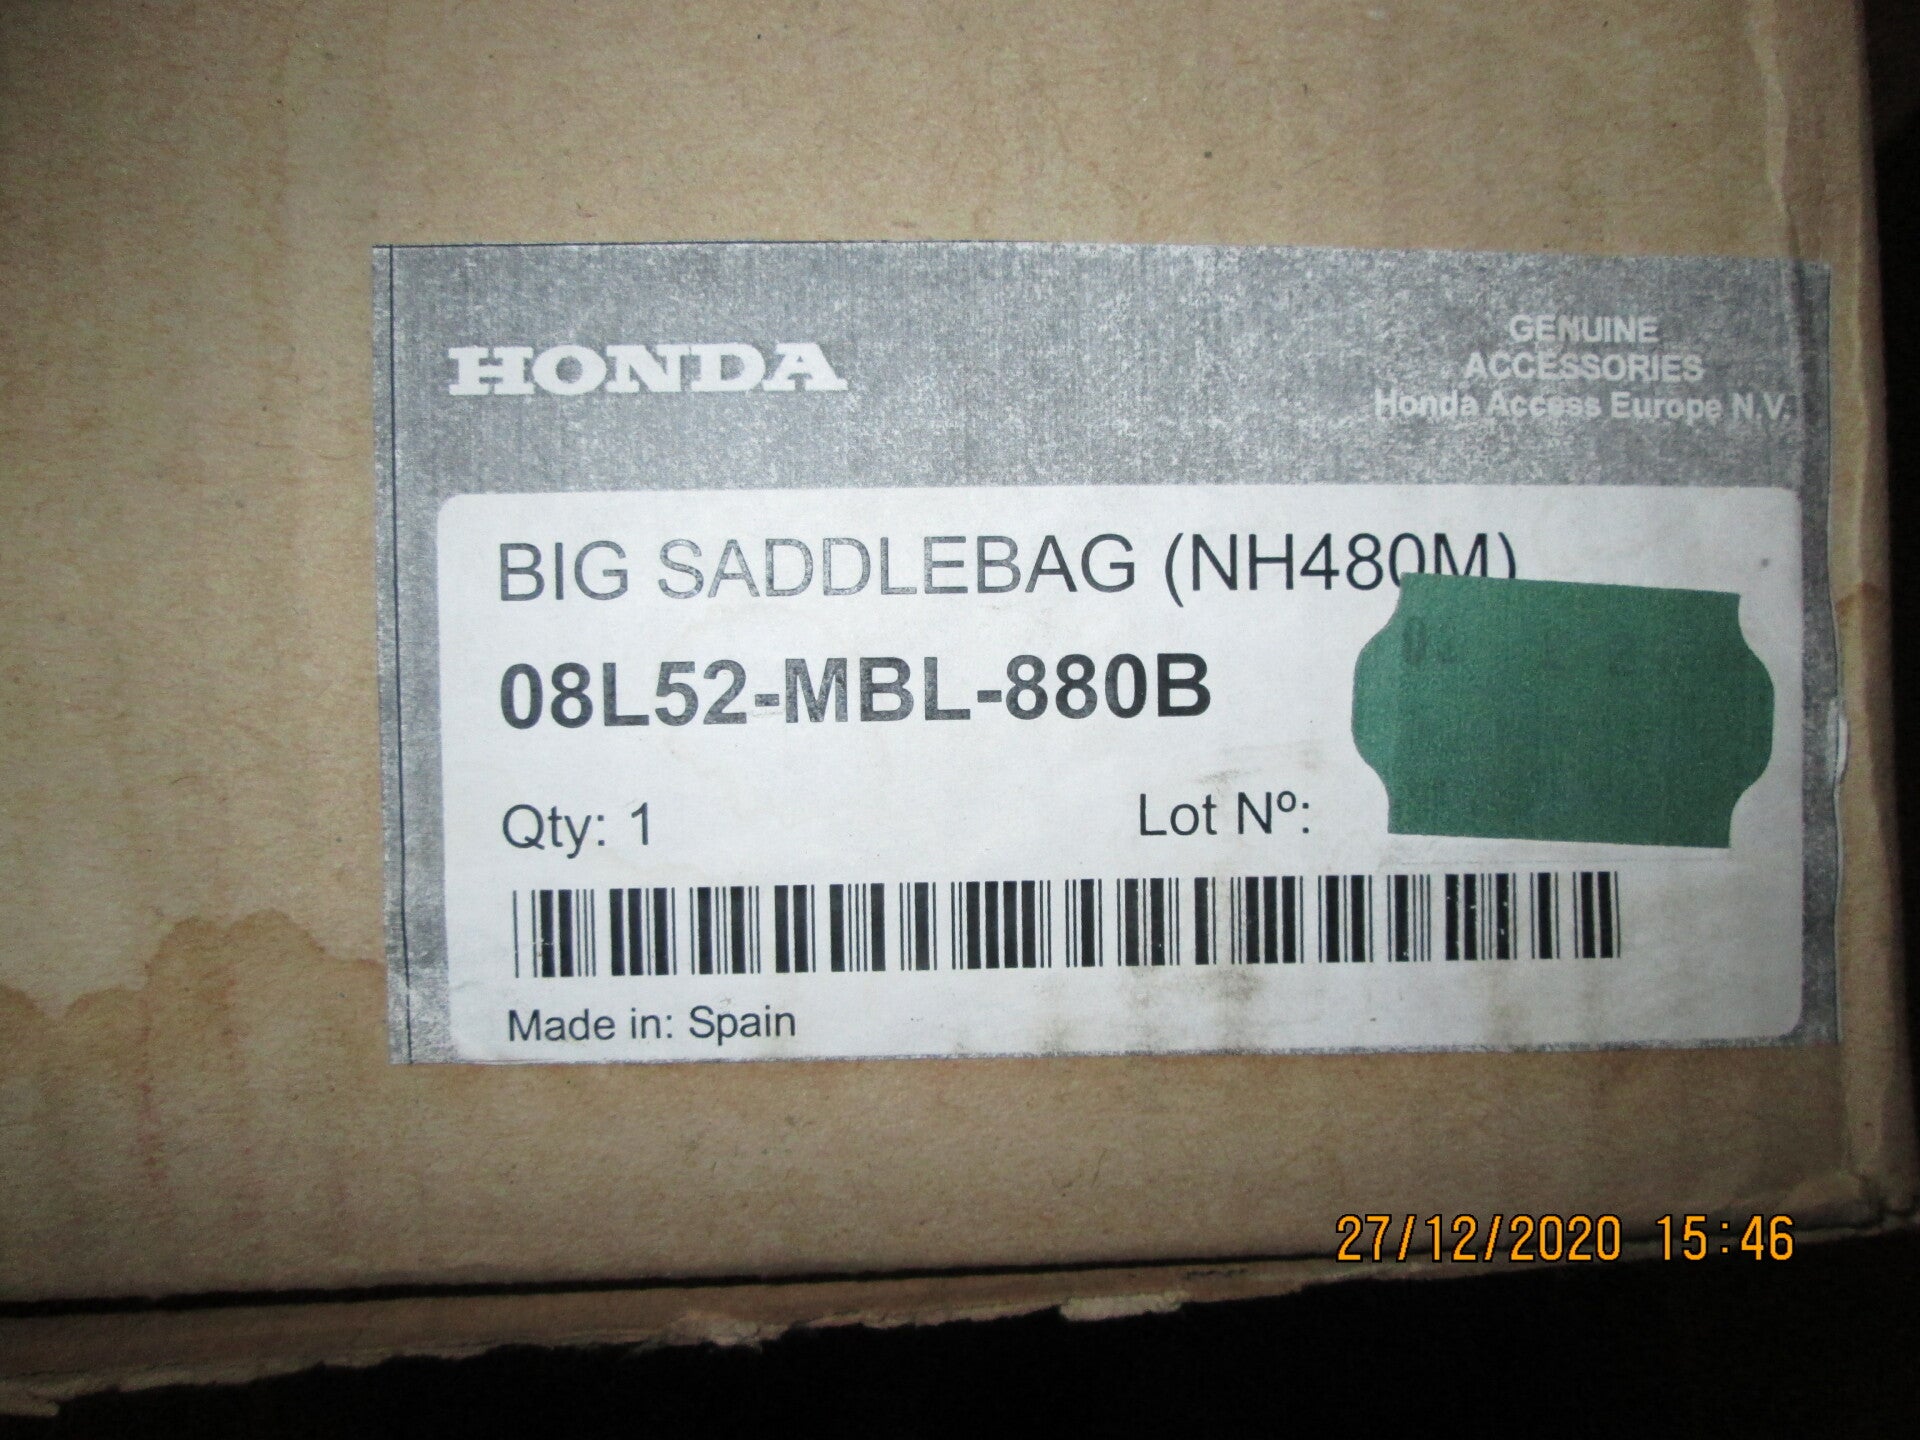 HONDA
GENUINE
ACCESSORIES
Honda Access Europe N.V.
BIG SADDLEBAG (NH480M)
08L52-MBL-880B
Qty: 1
Lot Nº:
Made in: Spain
27/12/2020 15:46